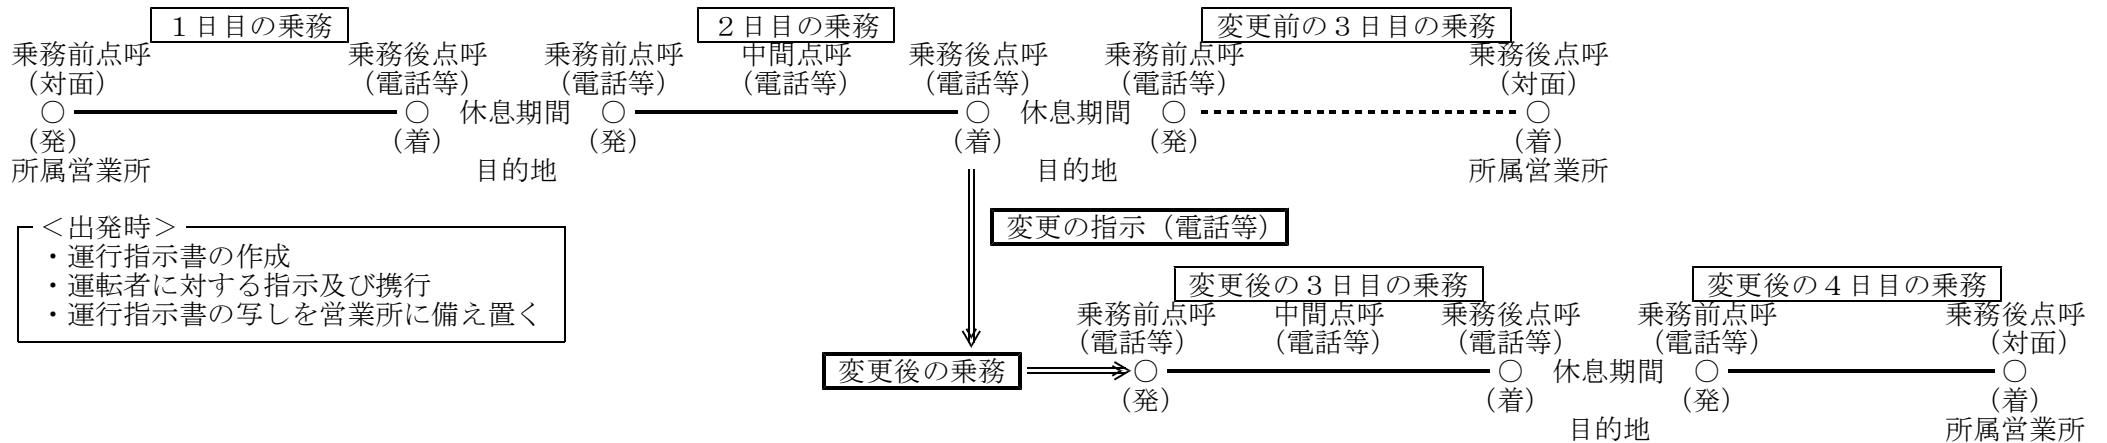 １日目の乗務　２日目の乗務　変更前の３日目の乗務
乗務前点呼　乗務後点呼　乗務前点呼　中間点呼　乗務後点呼　乗務前点呼　乗務後点呼
（対面）　（電話等）　（電話等）　（電話等）　（電話等）　（電話等）　（対面）
○　○　休息期間　○　○　休息期間　○　○
（発）　（着）　（発）　（着）　（発）　（着）
所属営業所　目的地　目的地　所属営業所
変更の指示（電話等）
＜出発時＞
・運行指示書の作成
・運転者に対する指示及び携行
・運行指示書の写しを営業所に備え置く
変更後の３日目の乗務　変更後の４日目の乗務
乗務前点呼　中間点呼　乗務後点呼　乗務前点呼　乗務後点呼
（電話等）　（電話等）　（電話等）　（電話等）　（対面）
変更後の乗務　○　○　休息期間　○　○
（発）　（着）　（発）　（着）
目的地　所属営業所